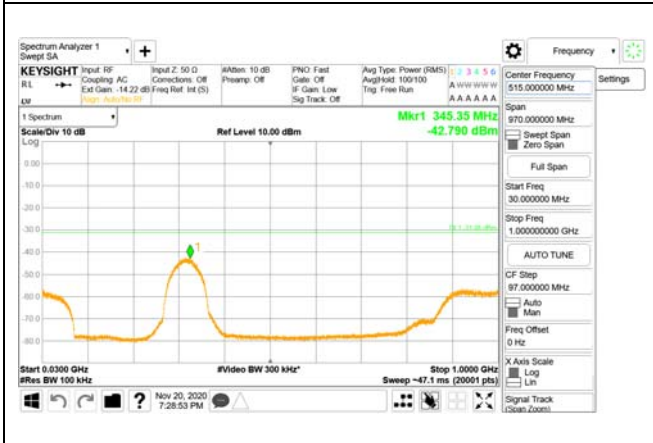 Spectrum Analyzer 1
Swept SA
+
Frequency
KEYSIGHT
Input: RF
Coupling: AC
Ext Gain: -14.22 dB
Align: Auto/No RF
Input Z: 50 Ω
Corrections: Off
Freq Ref: Int (S)
#Atten: 10 dB
Preamp: Off
PNO: Fast
Gate: Off
IF Gain: Low
Sig Track: Off
Avg Type: Power (RMS)
Avg|Hold: 100/100
Trig: Free Run
1 2 3 4 5 6
A W W W W W
A A A A A A
1 Spectrum
Scale/Div 10 dB
Log
Ref Level 10.00 dBm
Mkr1 345.35 MHz
-42.790 dBm
0.00
-10.0
-20.0
-30.0
-40.0
-50.0
-60.0
-70.0
-80.0
1
Start 0.0300 GHz
#Res BW 100 kHz
#Video BW 300 kHz*
Stop 1.0000 GHz
Sweep ~47.1 ms (20001 pts)
Nov 20, 2020
7:28:53 PM
Center Frequency
515.000000 MHz
Settings
Span
970.000000 MHz
Swept Span
Zero Span
Full Span
Start Freq
30.000000 MHz
Stop Freq
1.000000000 GHz
AUTO TUNE
CF Step
97.000000 MHz
Auto
Man
Freq Offset
0 Hz
X Axis Scale
Log
Lin
Signal Track
(Span Zoom)